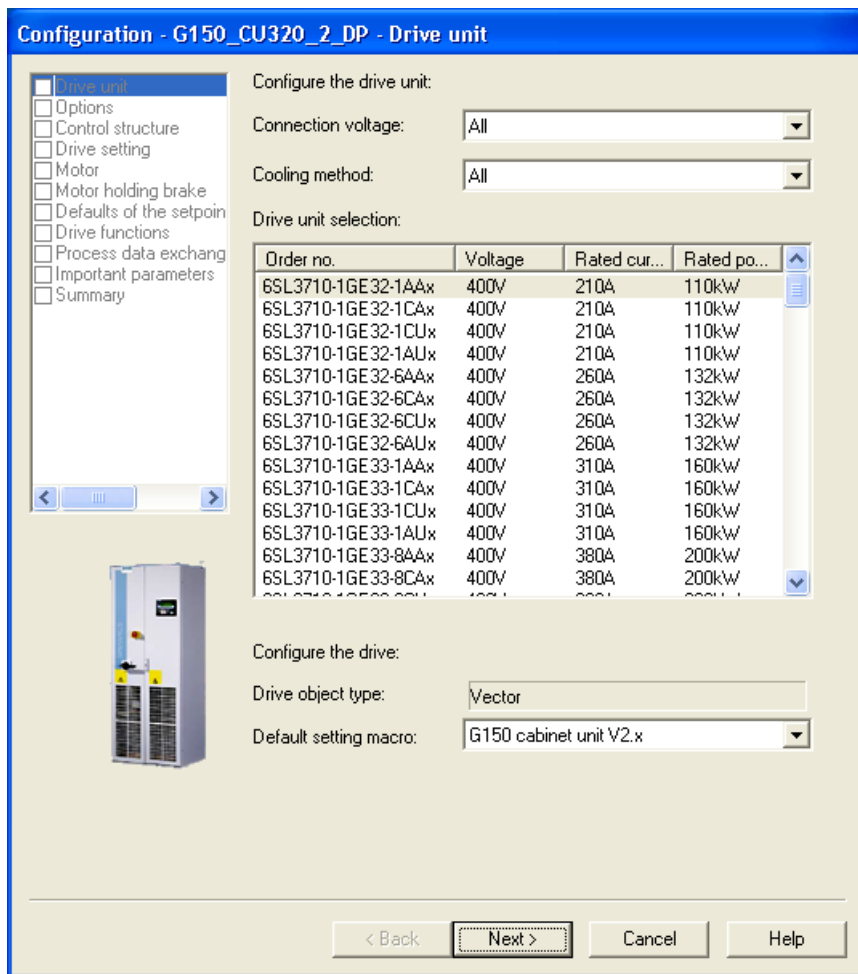 Configuration - G150_CU320_2_DP - Drive unit
Drive unit
Options
Control structure
Drive setting
Motor
Motor holding brake
Defaults of the setpoin
Drive functions
Process data exchang
Important parameters
Summary
Configure the drive unit:
Connection voltage: All
Cooling method: All
Drive unit selection:
Order no. Voltage Rated cur... Rated po...
6SL3710-1GE32-1AAx 400V 210A 110kW
6SL3710-1GE32-1CAx 400V 210A 110kW
6SL3710-1GE32-1CUx 400V 210A 110kW
6SL3710-1GE32-1AUx 400V 210A 110kW
6SL3710-1GE32-6AAx 400V 260A 132kW
6SL3710-1GE32-6CAx 400V 260A 132kW
6SL3710-1GE32-6CUx 400V 260A 132kW
6SL3710-1GE32-6AUx 400V 260A 132kW
6SL3710-1GE33-1AAx 400V 310A 160kW
6SL3710-1GE33-1CAx 400V 310A 160kW
6SL3710-1GE33-1CUx 400V 310A 160kW
6SL3710-1GE33-1AUx 400V 310A 160kW
6SL3710-1GE33-8AAx 400V 380A 200kW
6SL3710-1GE33-8CAx 400V 380A 200kW
Configure the drive:
Drive object type: Vector
Default setting macro: G150 cabinet unit V2.x
< Back Next > Cancel Help